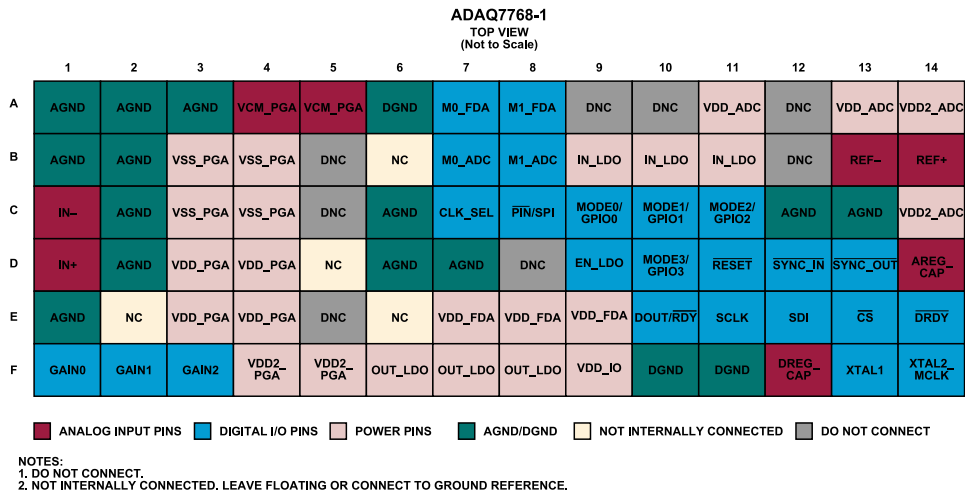 ADAQ7768-1
TOP VIEW
(Not to Scale)
1 2 3 4 5 6 7 8 9 10 11 12 13 14
A AGND AGND AGND VCM_PGA VCM_PGA DGND M0_FDA M1_FDA DNC DNC VDD_ADC DNC VDD_ADC VDD2_ADC
B AGND AGND VSS_PGA VSS_PGA DNC NC M0_ADC M1_ADC IN_LDO IN_LDO IN_LDO DNC REF– REF+
C IN– AGND VSS_PGA VSS_PGA DNC AGND CLK_SEL PIN/SPI MODE0/ GPIO0 MODE1/ GPIO1 MODE2/ GPIO2 AGND AGND VDD2_ADC
D IN+ AGND VDD_PGA VDD_PGA NC AGND AGND DNC EN_LDO MODE3/ GPIO3 RESET SYNC_IN SYNC_OUT AREG_ CAP
E AGND NC VDD_PGA VDD_PGA DNC NC VDD_FDA VDD_FDA VDD_FDA DOUT/RDY SCLK SDI CS DRDY
F GAIN0 GAIN1 GAIN2 VDD2_ PGA VDD2_ PGA OUT_LDO OUT_LDO OUT_LDO VDD_IO DGND DGND DREG_ CAP XTAL1 XTAL2_ MCLK
ANALOG INPUT PINS DIGITAL I/O PINS POWER PINS AGND/DGND NOT INTERNALLY CONNECTED DO NOT CONNECT
NOTES:
1. DO NOT CONNECT.
2. NOT INTERNALLY CONNECTED. LEAVE FLOATING OR CONNECT TO GROUND REFERENCE.